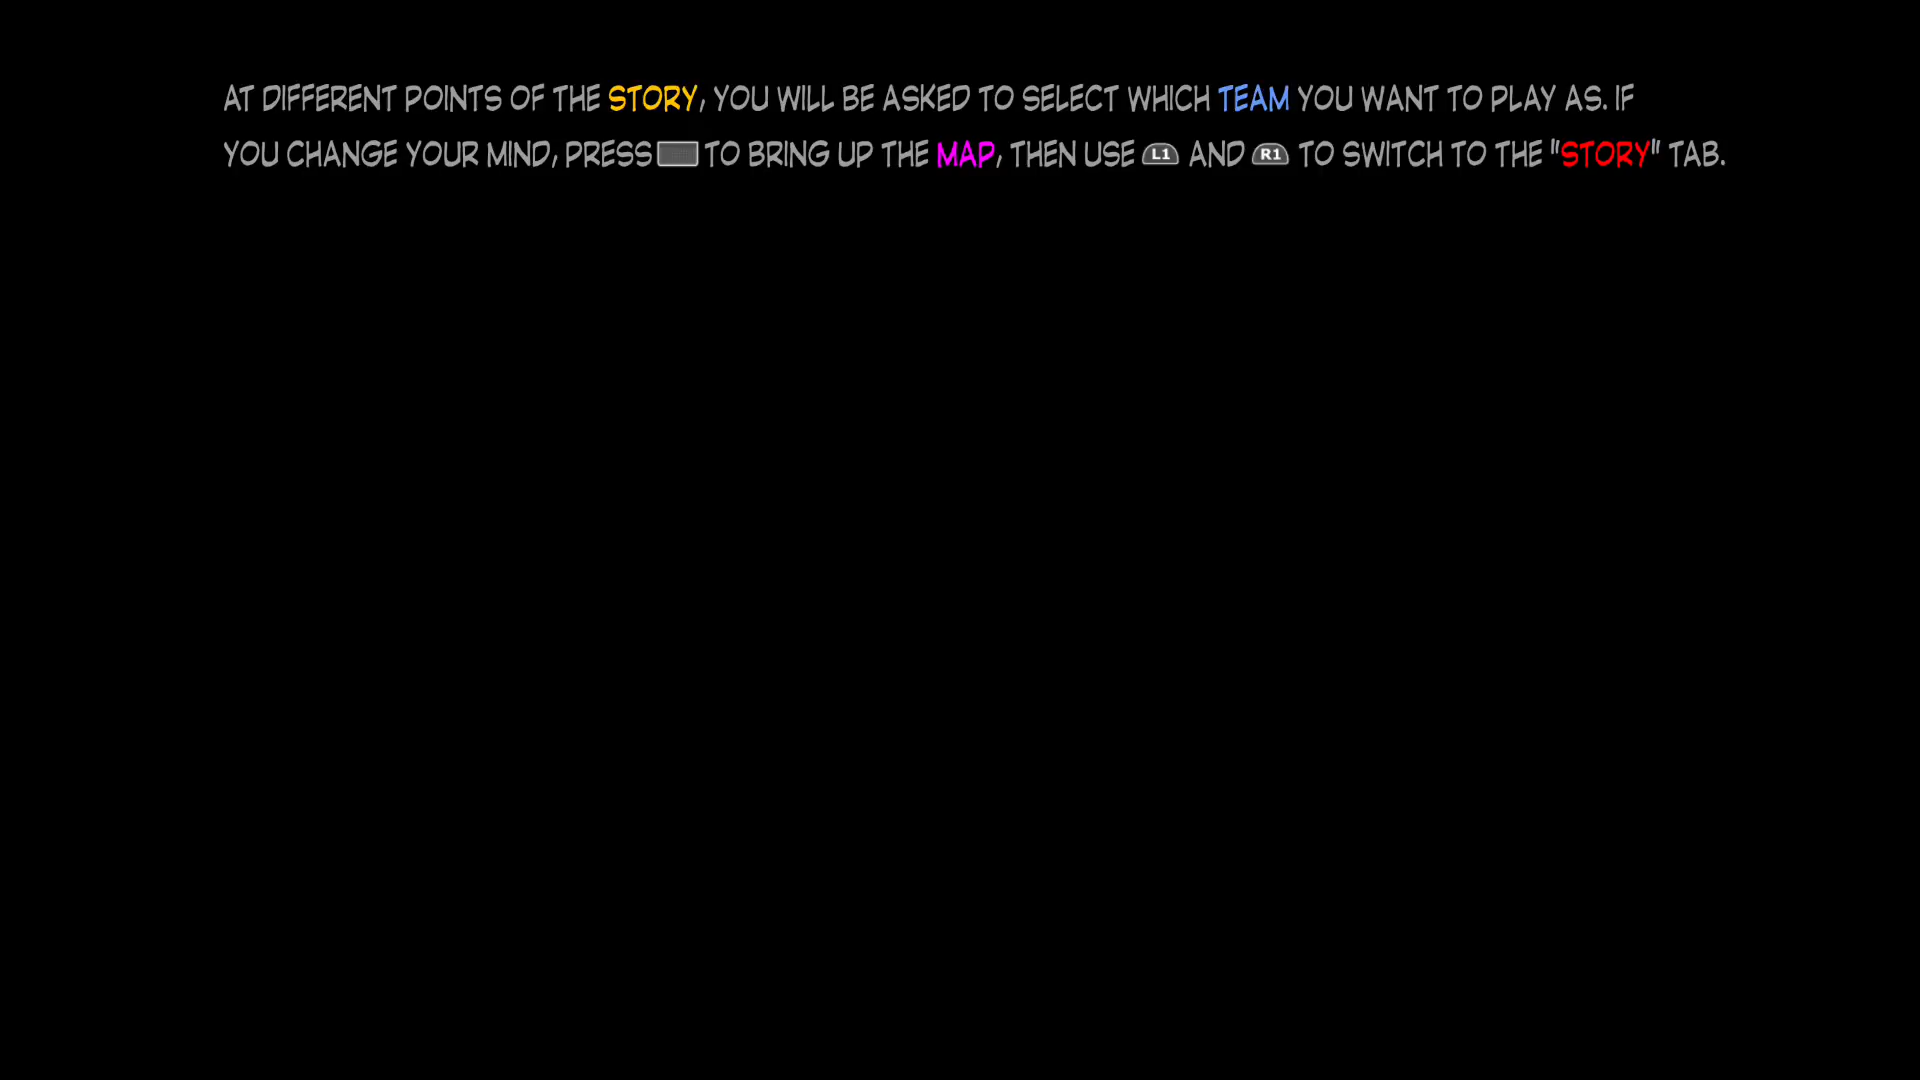 AT DIFFERENT POINTS OF THE STORY, YOU WILL BE ASKED TO SELECT WHICH TEAM YOU WANT TO PLAY AS. IF
YOU CHANGE YOUR MIND, PRESS TO BRING UP THE MAP, THEN USE L1 AND R1 TO SWITCH TO THE "STORY" TAB.